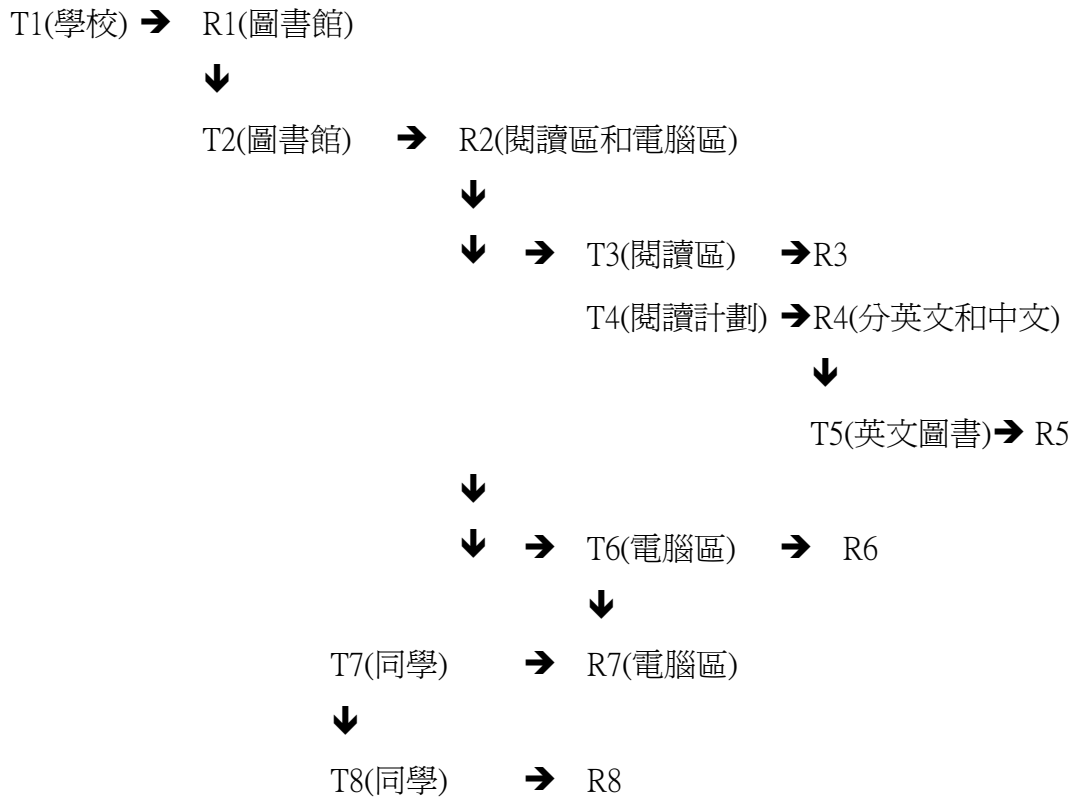 T1(學校) ➔ R1(圖書館)
🡻
T2(圖書館) ➔ R2(閱讀區和電腦區)
🡻
🡻 ➔ T3(閱讀區) ➔R3
T4(閱讀計劃) ➔R4(分英文和中文)
🡻
T5(英文圖書)➔ R5
🡻
🡻 ➔ T6(電腦區) ➔ R6
🡻
T7(同學) ➔ R7(電腦區)
🡻
T8(同學) ➔ R8